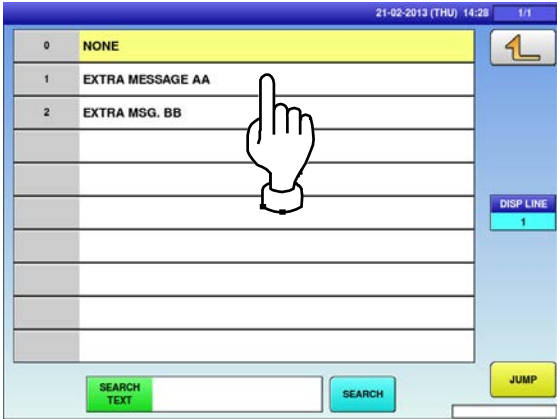 21-02-2013 (THU) 14:28 1/1
0 NONE
1 EXTRA MESSAGE AA
2 EXTRA MSG. BB
DISP LINE
1
SEARCH
TEXT
SEARCH
JUMP